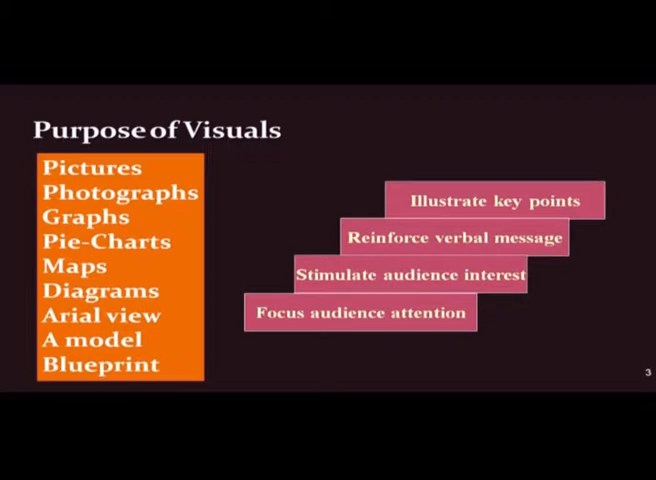 Purpose of Visuals
Pictures
Photographs
Graphs
Pie-Charts
Maps
Diagrams
Arial view
A model
Blueprint
Illustrate key points
Reinforce verbal message
Stimulate audience interest
Focus audience attention
3